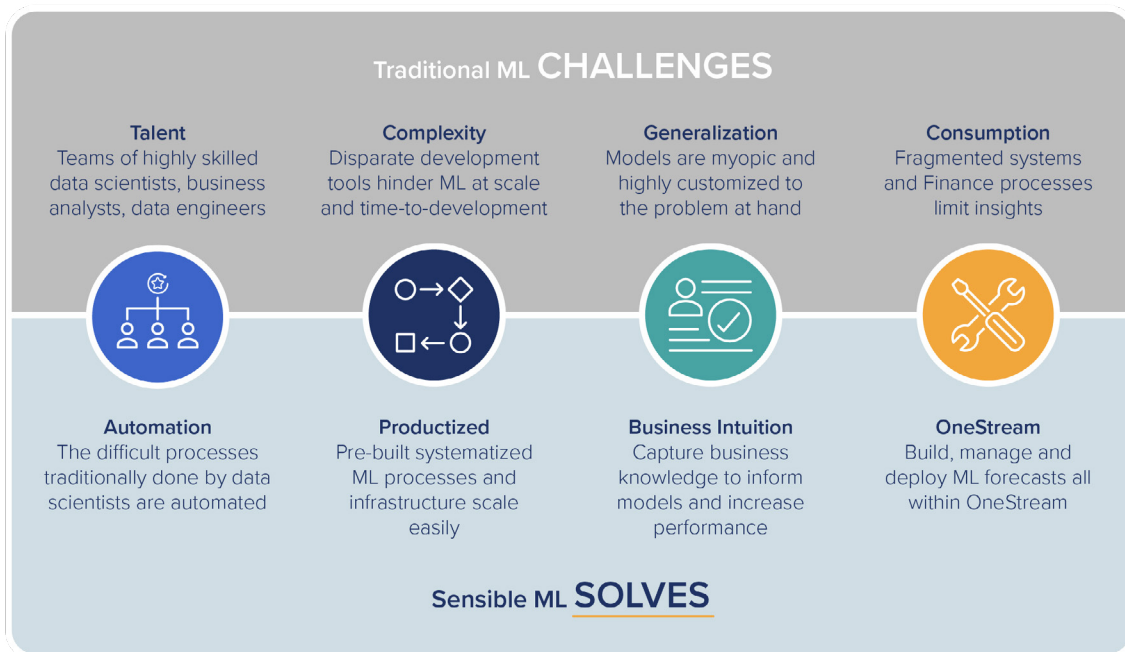 Traditional ML CHALLENGES
Talent
Teams of highly skilled
data scientists, business
analysts, data engineers
Complexity
Disparate development
tools hinder ML at scale
and time-to-development
Generalization
Models are myopic and
highly customized to
the problem at hand
Consumption
Fragmented systems
and Finance processes
limit insights
Automation
The difficult processes
traditionally done by data
scientists are automated
Productized
Pre-built systematized
ML processes and
infrastructure scale
easily
Business Intuition
Capture business
knowledge to inform
models and increase
performance
OneStream
Build, manage and
deploy ML forecasts all
within OneStream
Sensible ML SOLVES